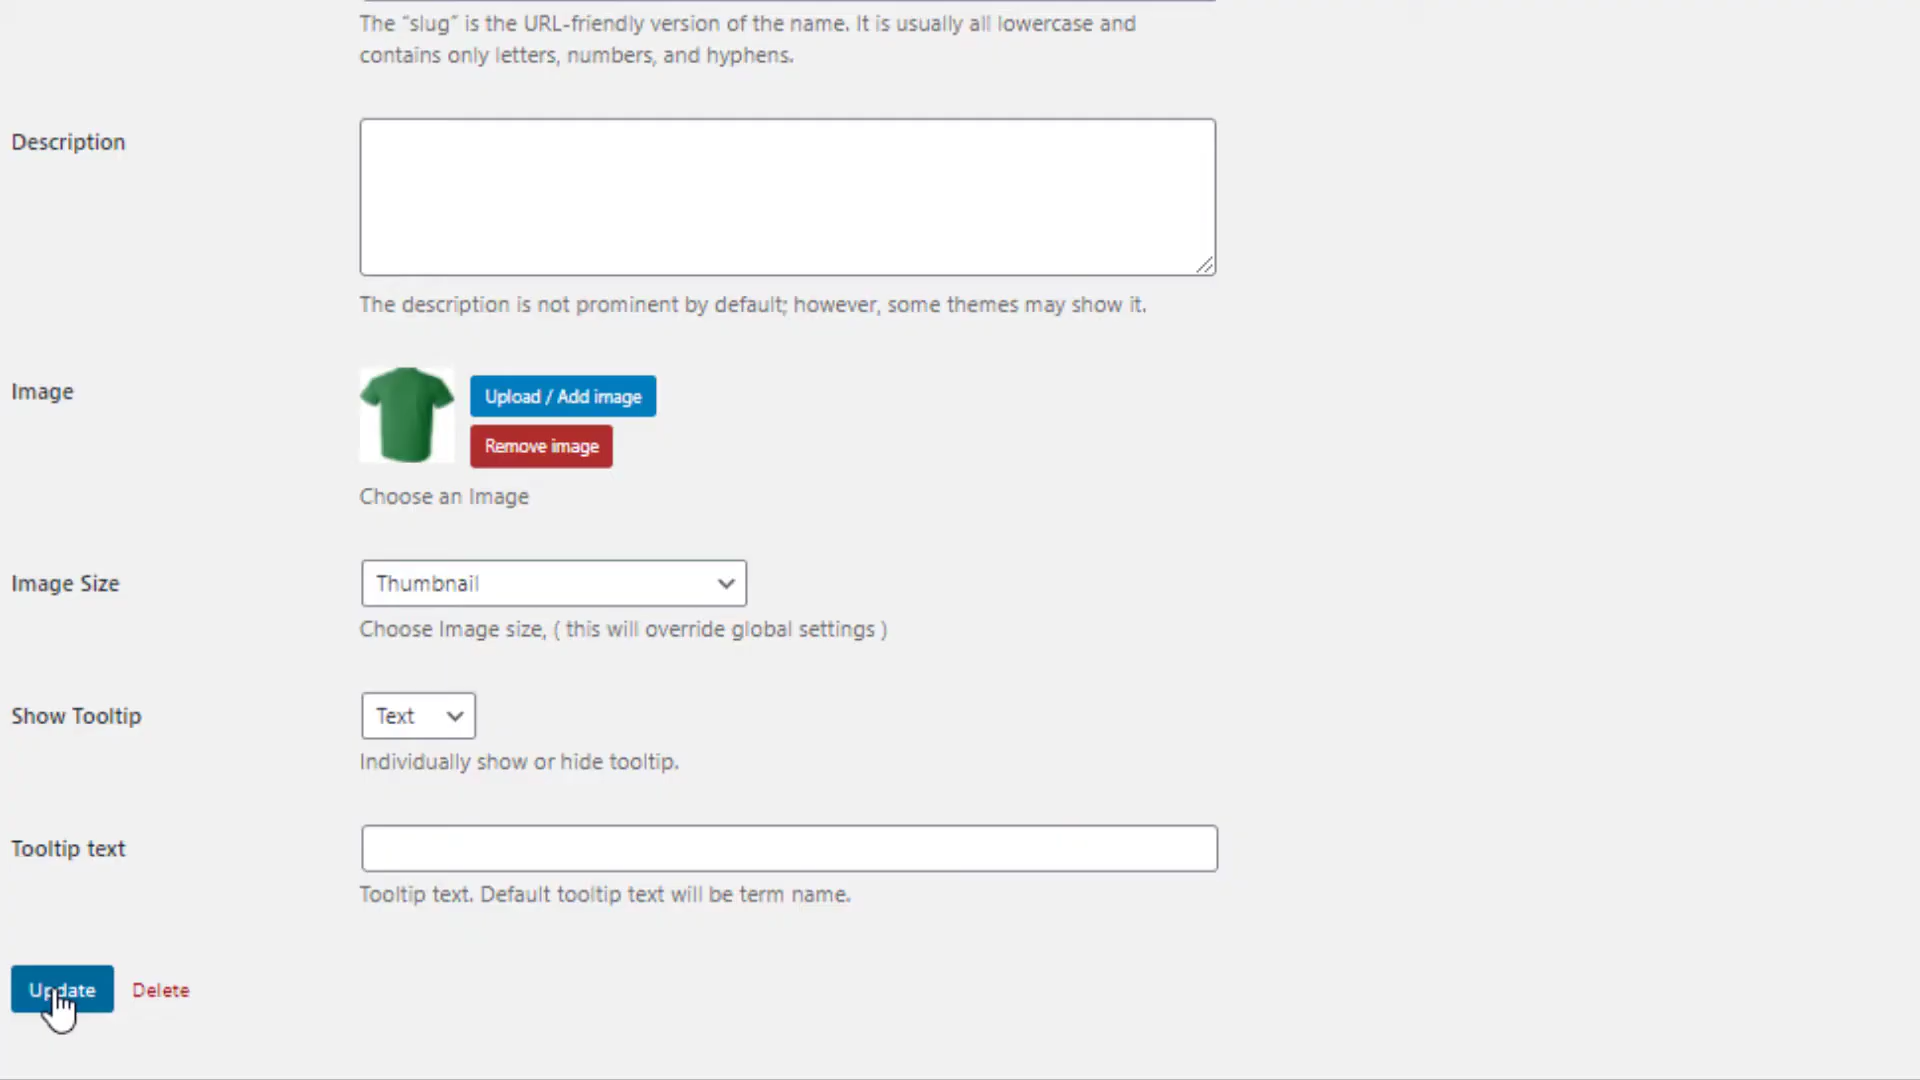 The “slug” is the URL-friendly version of the name. It is usually all lowercase and
contains only letters, numbers, and hyphens.
Description
The description is not prominent by default; however, some themes may show it.
Image
Upload / Add image
Remove image
Choose an Image
Image Size
Thumbnail
Choose Image size, ( this will override global settings )
Show Tooltip
Text
Individually show or hide tooltip.
Tooltip text
Tooltip text. Default tooltip text will be term name.
Update
Delete